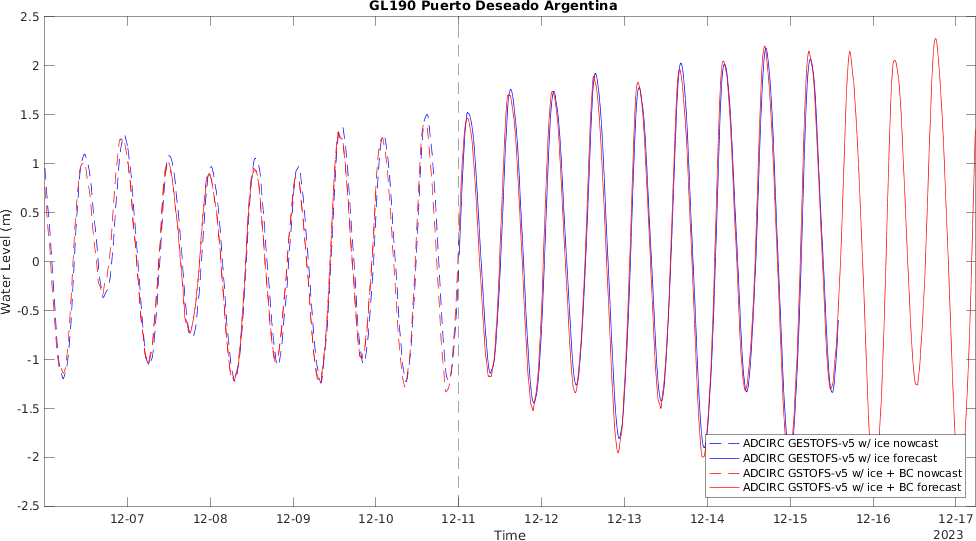 GL190 Puerto Deseado Argentina
2.5
2
1.5
1
0.5
0
-0.5
-1
-1.5
-2
-2.5
Water Level (m)
ADCIRC GESTOFS-v5 w/ ice nowcast
ADCIRC GESTOFS-v5 w/ ice forecast
ADCIRC GSTOFS-v5 w/ ice + BC nowcast
ADCIRC GSTOFS-v5 w/ ice + BC forecast
12-07 12-08 12-09 12-10 12-11 12-12 12-13 12-14 12-15 12-16 12-17
Time
2023